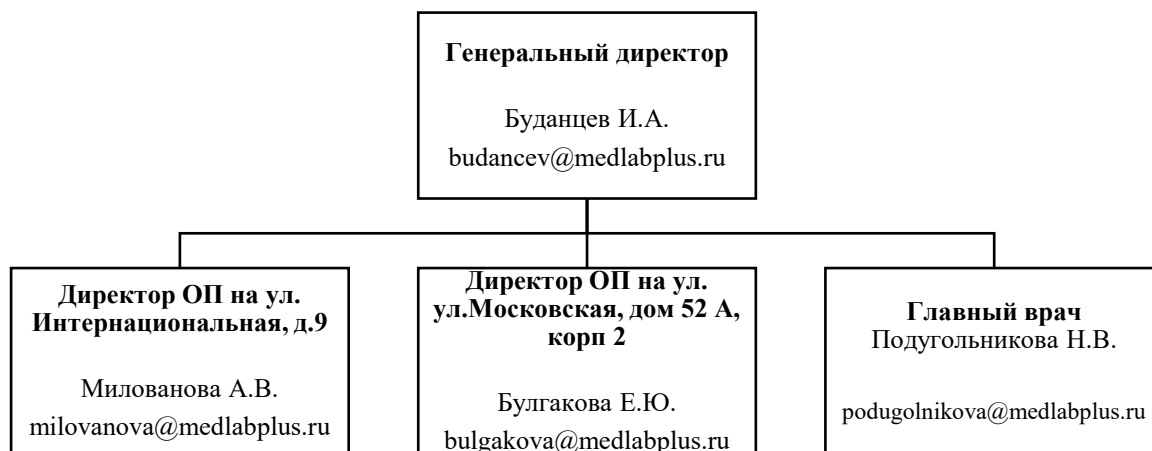 Генеральный директор
Буданцев И.А.
budancev@medlabplus.ru
Директор ОП на ул.
Интернациональная, д.9
Милованова А.В.
milovanova@medlabplus.ru
Директор ОП на ул.
ул.Московская, дом 52 А,
корп 2
Булгакова Е.Ю.
bulgakova@medlabplus.ru
Главный врач
Подугольникова Н.В.
podugolnikova@medlabplus.ru